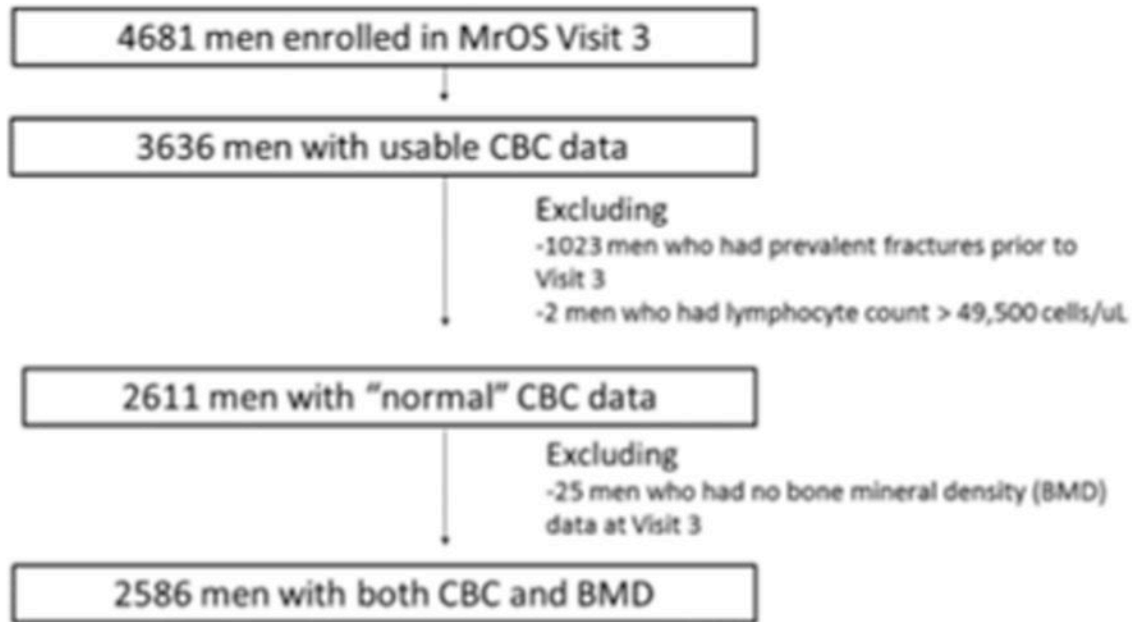 4681 men enrolled in MrOS Visit 3
3636 men with usable CBC data
Excluding
-1023 men who had prevalent fractures prior to
Visit 3
-2 men who had lymphocyte count > 49,500 cells/uL
2611 men with “normal” CBC data
Excluding
-25 men who had no bone mineral density (BMD)
data at Visit 3
2586 men with both CBC and BMD